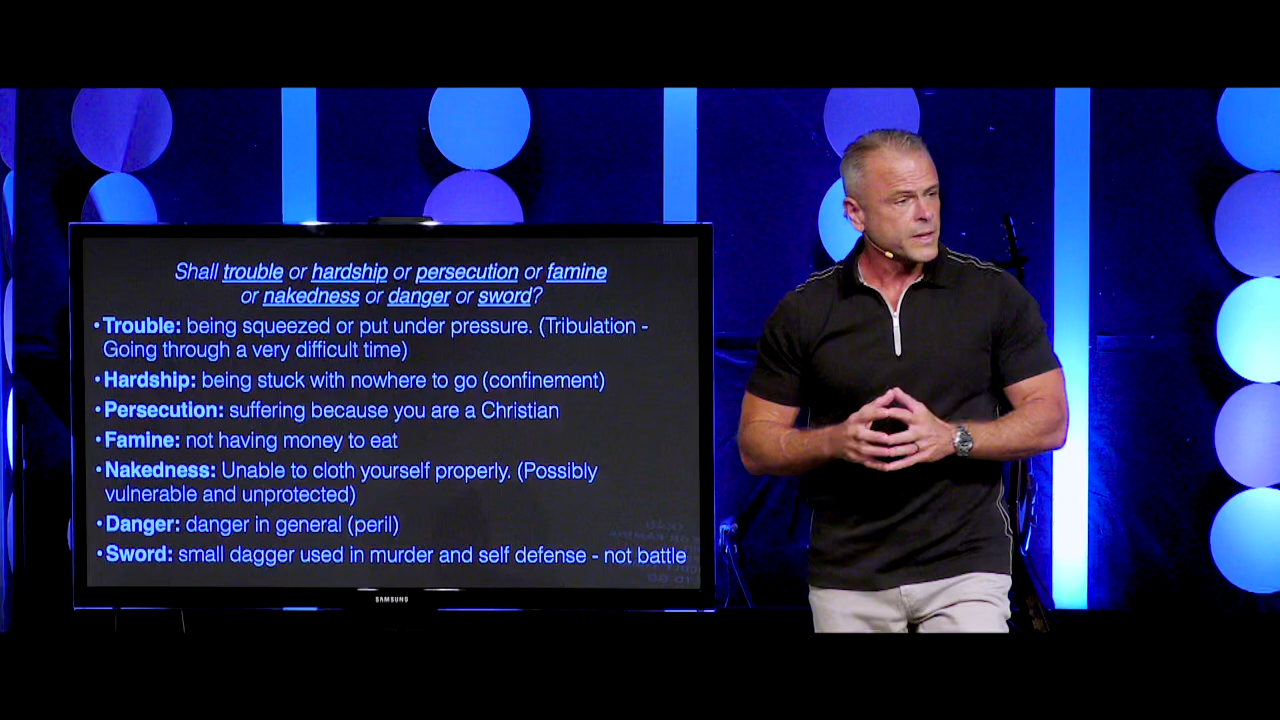 Shall trouble or hardship or persecution or famine
or nakedness or danger or sword?
•Trouble: being squeezed or put under pressure. (Tribulation -
Going through a very difficult time)
•Hardship: being stuck with nowhere to go (confinement)
•Persecution: suffering because you are a Christian
•Famine: not having money to eat
•Nakedness: Unable to cloth yourself properly. (Possibly
vulnerable and unprotected)
•Danger: danger in general (peril)
•Sword: small dagger used in murder and self defense - not battle
SAMSUNG